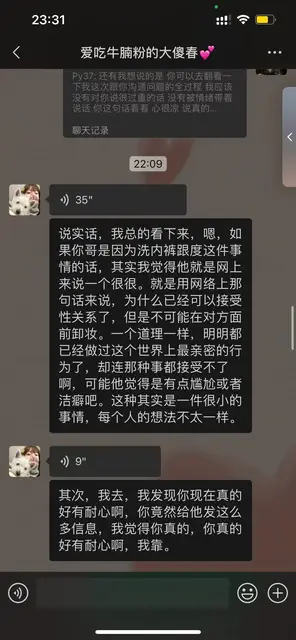 23:31
爱吃牛腩粉的大傻春💕
Py37: 还有我想说的是 你可以去翻看一
下我这次跟你沟通问题的全过程 我应该
没有对你说很过重的话 没有被情绪带着
说话 你这句话看看 心很凉 说真的...
聊天记录
22:09
35"
说实话，我总的看下来，嗯，如
果你哥是因为洗内裤跟度这件事
情的话，其实我觉得他就是网上
来说一个很很。就是用网络上那
句话来说，为什么已经可以接受
性关系了，但是不可能在对方面
前卸妆。一个道理一样，明明都
已经做过这个世界上最亲密的行
为了，却连那种事都接受不了
啊，可能他觉得是有点尴尬或者
洁癖吧。这种其实是一件很小的
事情，每个人的想法不太一样。
9"
其次，我去，我发现你现在真的
好有耐心啊，你竟然给他发这么
多信息，我觉得你真的，你真的
好有耐心啊，我靠。